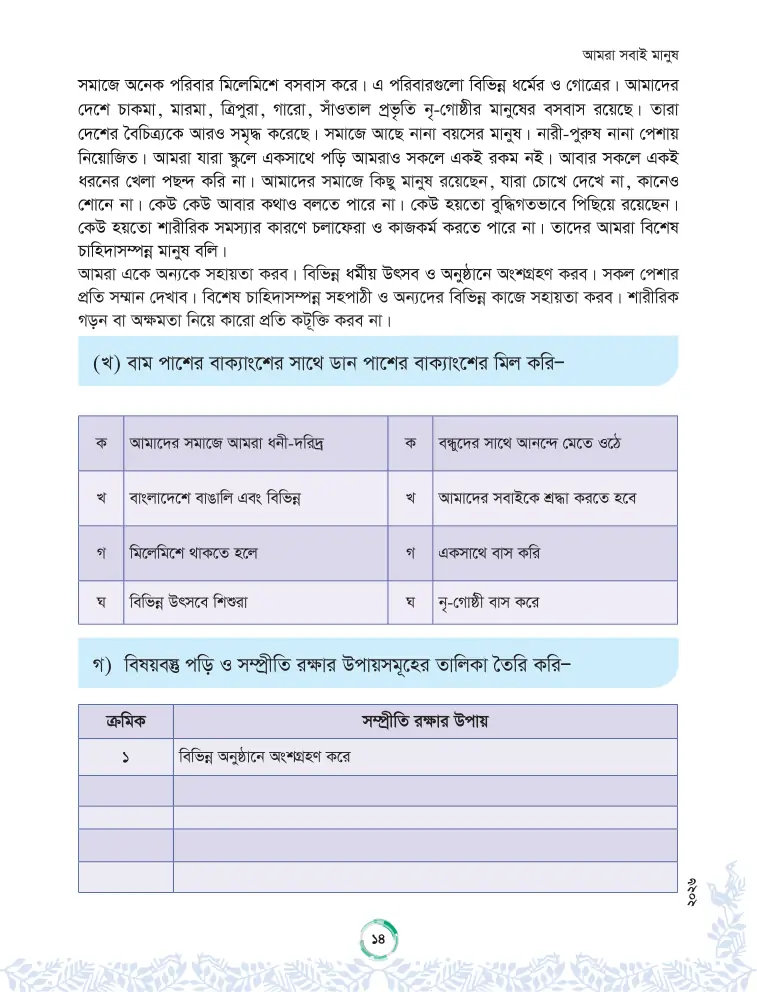 আমরা সবাই মানুষ
সমাজে অনেক পরিবার মিলেমিশে বসবাস করে। এ পরিবারগুলো বিভিন্ন ধর্মের ও গোত্রের। আমাদের
দেশে চাকমা, মারমা, ত্রিপুরা, গারো, সাঁওতাল প্রভৃতি নৃ-গোষ্ঠীর মানুষের বসবাস রয়েছে। তারা
দেশের বৈচিত্র্যকে আরও সমৃদ্ধ করেছে। সমাজে আছে নানা বয়সের মানুষ। নারী-পুরুষ নানা পেশায়
নিয়োজিত। আমরা যারা স্কুলে একসাথে পড়ি আমরাও সকলে একই রকম নই। আবার সকলে একই
ধরনের খেলা পছন্দ করি না। আমাদের সমাজে কিছু মানুষ রয়েছেন, যারা চোখে দেখে না, কানেও
শোনে না। কেউ কেউ আবার কথাও বলতে পারে না। কেউ হয়তো বুদ্ধিগতভাবে পিছিয়ে রয়েছেন।
কেউ হয়তো শারীরিক সমস্যার কারণে চলাফেরা ও কাজকর্ম করতে পারে না। তাদের আমরা বিশেষ
চাহিদাসম্পন্ন মানুষ বলি।
আমরা একে অন্যকে সহায়তা করব। বিভিন্ন ধর্মীয় উৎসব ও অনুষ্ঠানে অংশগ্রহণ করব। সকল পেশার
প্রতি সম্মান দেখাব। বিশেষ চাহিদাসম্পন্ন সহপাঠী ও অন্যদের বিভিন্ন কাজে সহায়তা করব। শারীরিক
গড়ন বা অক্ষমতা নিয়ে কারো প্রতি কটূক্তি করব না।
(খ) বাম পাশের বাক্যাংশের সাথে ডান পাশের বাক্যাংশের মিল করি–
ক আমাদের সমাজে আমরা ধনী-দরিদ্র ক বন্ধুদের সাথে আনন্দে মেতে ওঠে
খ বাংলাদেশে বাঙালি এবং বিভিন্ন খ আমাদের সবাইকে শ্রদ্ধা করতে হবে
গ মিলেমিশে থাকতে হলে গ একসাথে বাস করি
ঘ বিভিন্ন উৎসবে শিশুরা ঘ নৃ-গোষ্ঠী বাস করে
গ) বিষয়বস্তু পড়ি ও সম্প্রীতি রক্ষার উপায়সমূহের তালিকা তৈরি করি–
ক্রমিক সম্প্রীতি রক্ষার উপায়
১ বিভিন্ন অনুষ্ঠানে অংশগ্রহণ করে
২০২৬
১৪